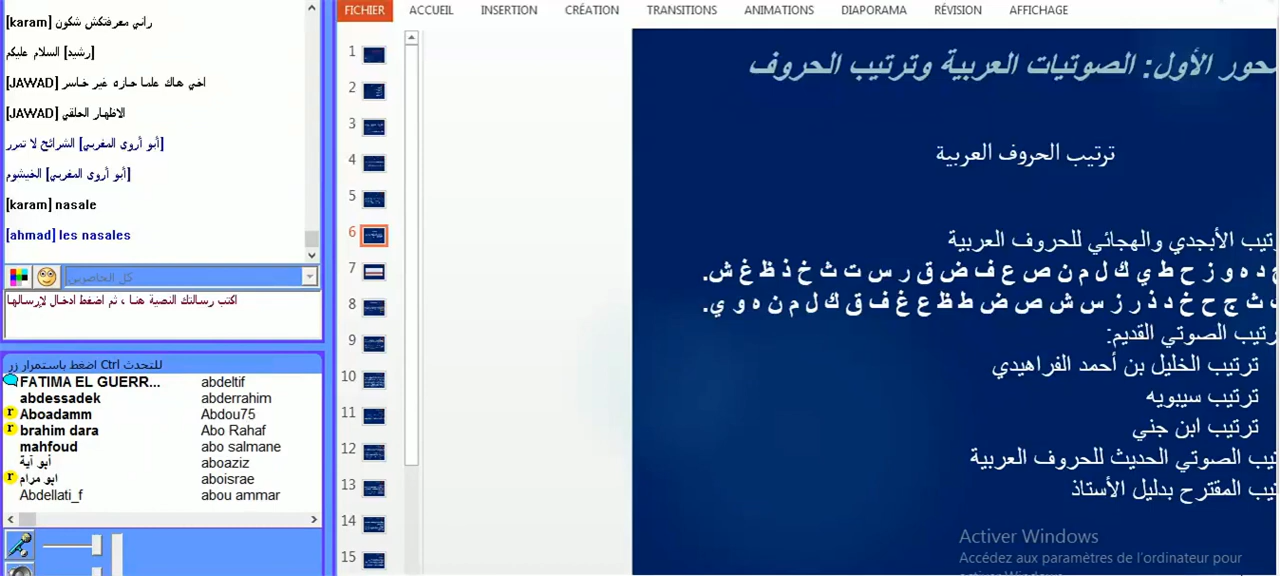 [karam] راني معرفتكش شكون
[رشيد] السلام عليكم
[JAWAD] اخي هاك علما حازه غير خاسر
[JAWAD] الاظهار الحلقي
[أبو أروى المغربي] الشرائح لا تمرر
[أبو أروى المغربي] الخيشوم
[karam] nasale
[ahmad] les nasales
كل الحاضرين
اكتب رسالتك النصية هنا ، ثم اضغط ادخال لإرسالها
للتحدث Ctrl اضغط باستمرار زر
FATIMA EL GUERR... abdeltif
abdessadek abderrahim
Aboadamm Abdou75
brahim dara Abo Rahaf
mahfoud abo salmane
أبو آية aboaziz
ابو مرام aboisrae
Abdellati_f abou ammar
FICHIER ACCUEIL INSERTION CRÉATION TRANSITIONS ANIMATIONS DIAPORAMA RÉVISION AFFICHAGE
1
2
3
4
5
6
7
8
9
10
11
12
13
14
15
حور الأول: الصوتيات العربية وترتيب الحروف
ترتيب الحروف العربية
تيب الأبجدي والهجائي للحروف العربية
د ه و ز ح ط ي ك ل م ن ص ع ف ض ق ر س ت ث خ ذ ظ غ ش.
ث ج ح خ د ذ ر ز س ش ص ض ط ظ ع غ ف ق ك ل م ن ه و ي.
رتيب الصوتي القديم:
ترتيب الخليل بن أحمد الفراهيدي
ترتيب سيبويه
ترتيب ابن جني
يب الصوتي الحديث للحروف العربية
يب المقترح بدليل الأستاذ
Activer Windows
Accédez aux paramètres de l'ordinateur pour